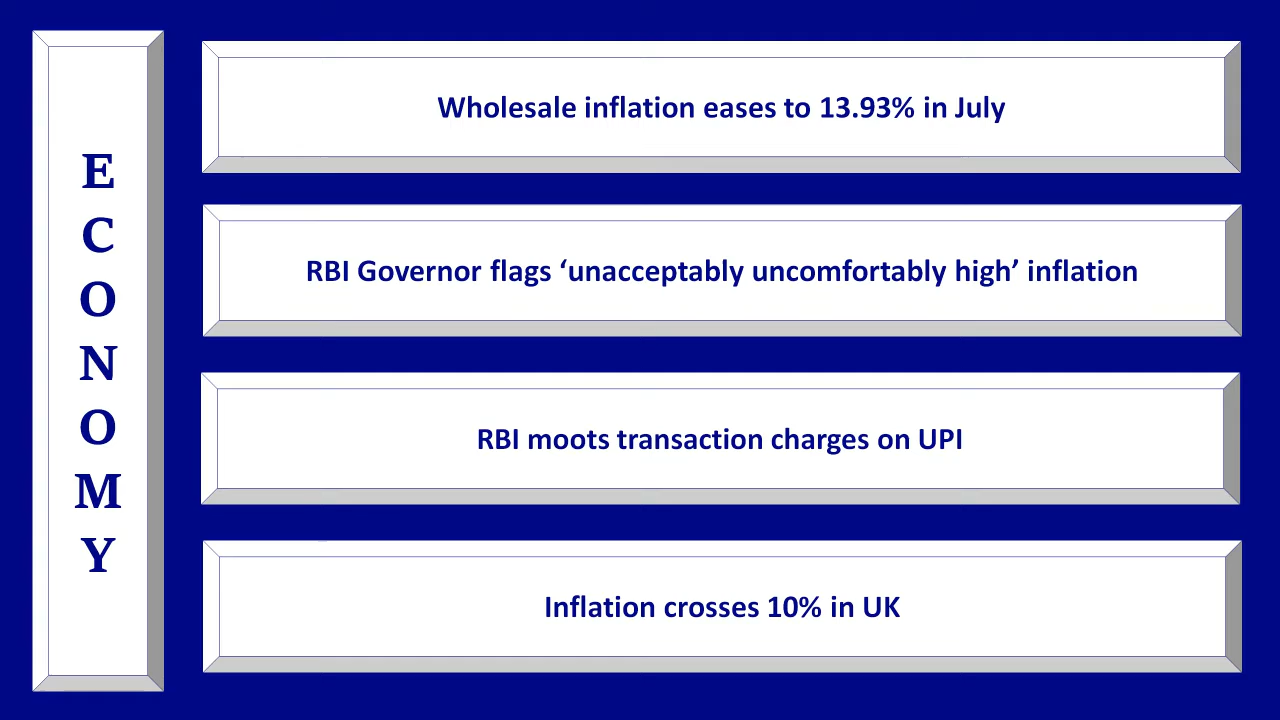 E
C
O
N
O
M
Y
Wholesale inflation eases to 13.93% in July
RBI Governor flags ‘unacceptably uncomfortably high’ inflation
RBI moots transaction charges on UPI
Inflation crosses 10% in UK